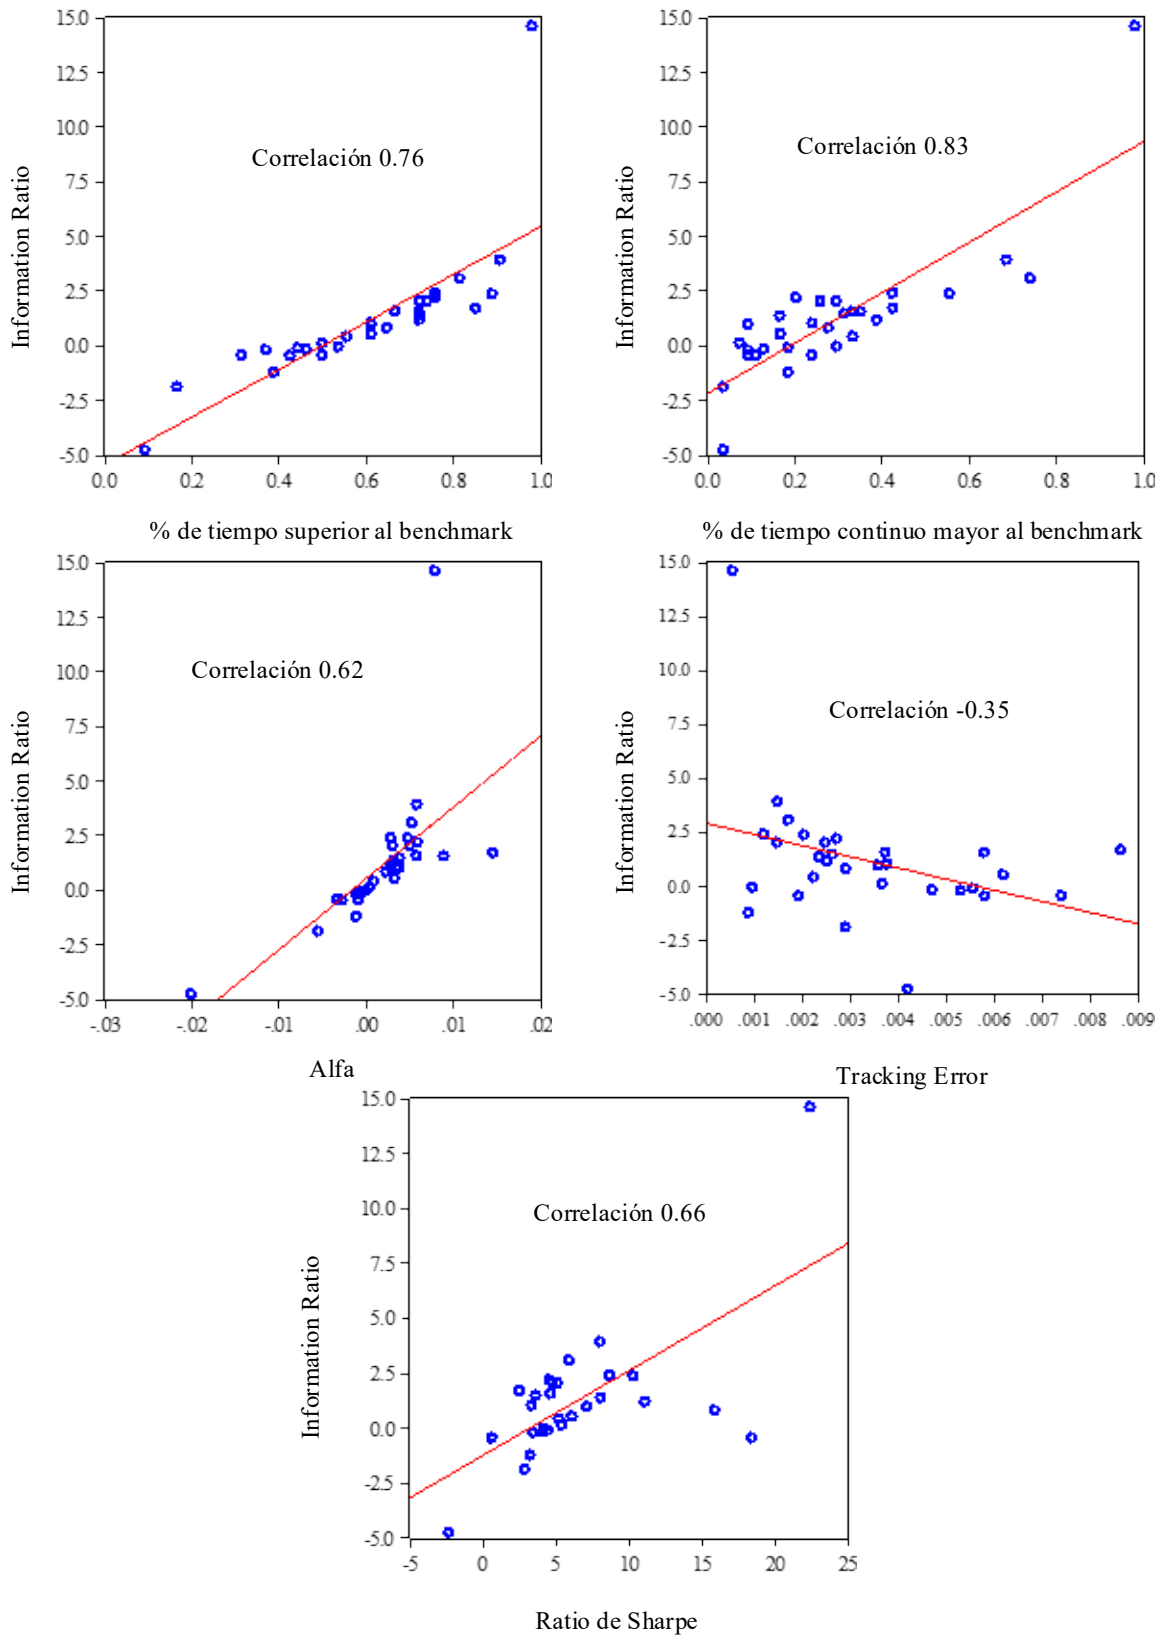 15.0
12.5
10.0
7.5
5.0
2.5
0.0
-2.5
-5.0
Information Ratio
Correlación 0.76
0.0 0.2 0.4 0.6 0.8 1.0
% de tiempo superior al benchmark
15.0
12.5
10.0
7.5
5.0
2.5
0.0
-2.5
-5.0
Information Ratio
Correlación 0.83
0.0 0.2 0.4 0.6 0.8 1.0
% de tiempo continuo mayor al benchmark
15.0
12.5
10.0
7.5
5.0
2.5
0.0
-2.5
-5.0
Information Ratio
Correlación 0.62
-.03 -.02 -.01 .00 .01 .02
Alfa
15.0
12.5
10.0
7.5
5.0
2.5
0.0
-2.5
-5.0
Information Ratio
Correlación -0.35
.000 .001 .002 .003 .004 .005 .006 .007 .008 .009
Tracking Error
15.0
12.5
10.0
7.5
5.0
2.5
0.0
-2.5
-5.0
Information Ratio
Correlación 0.66
-5 0 5 10 15 20 25
Ratio de Sharpe